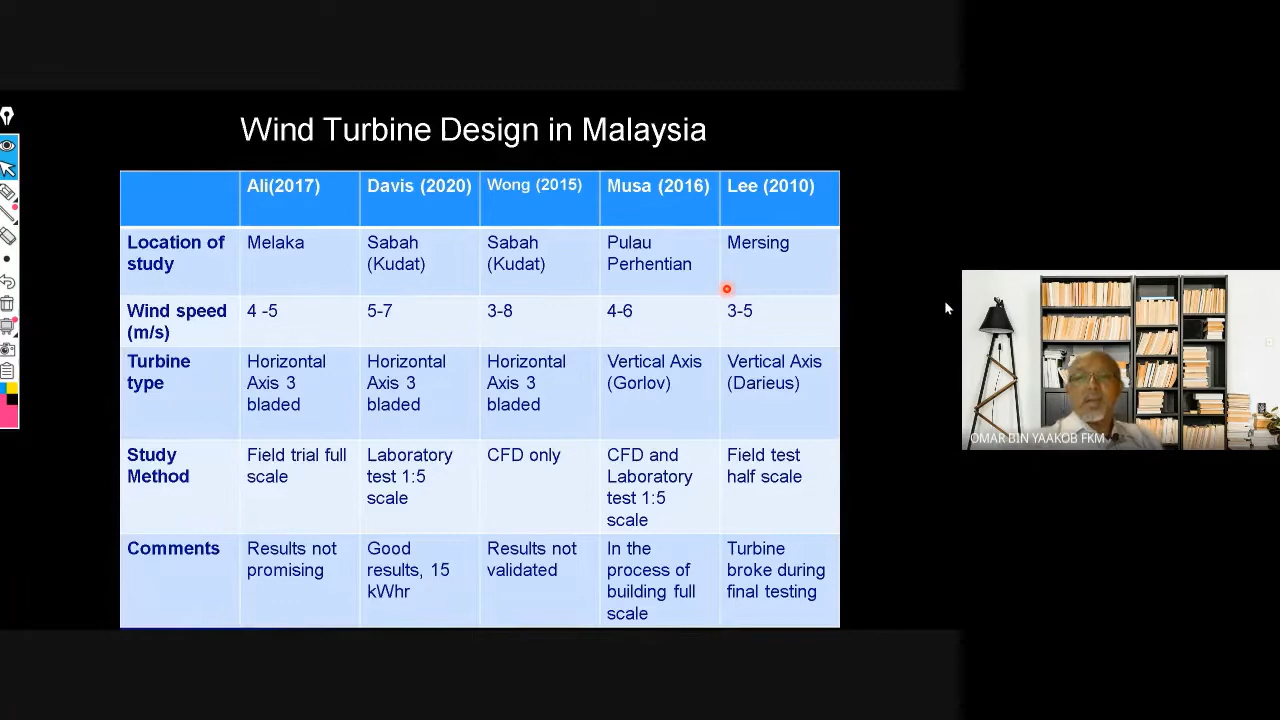 Wind Turbine Design in Malaysia
Ali(2017)
Davis (2020)
Wong (2015)
Musa (2016)
Lee (2010)
Location of
study
Melaka
Sabah
(Kudat)
Sabah
(Kudat)
Pulau
Perhentian
Mersing
Wind speed
(m/s)
4 -5
5-7
3-8
4-6
3-5
Turbine
type
Horizontal
Axis 3
bladed
Horizontal
Axis 3
bladed
Horizontal
Axis 3
bladed
Vertical Axis
(Gorlov)
Vertical Axis
(Darieus)
Study
Method
Field trial full
scale
Laboratory
test 1:5
scale
CFD only
CFD and
Laboratory
test 1:5
scale
Field test
half scale
Comments
Results not
promising
Good
results, 15
kWhr
Results not
validated
In the
process of
building full
scale
Turbine
broke during
final testing
OMAR BIN YAAKOB FKM